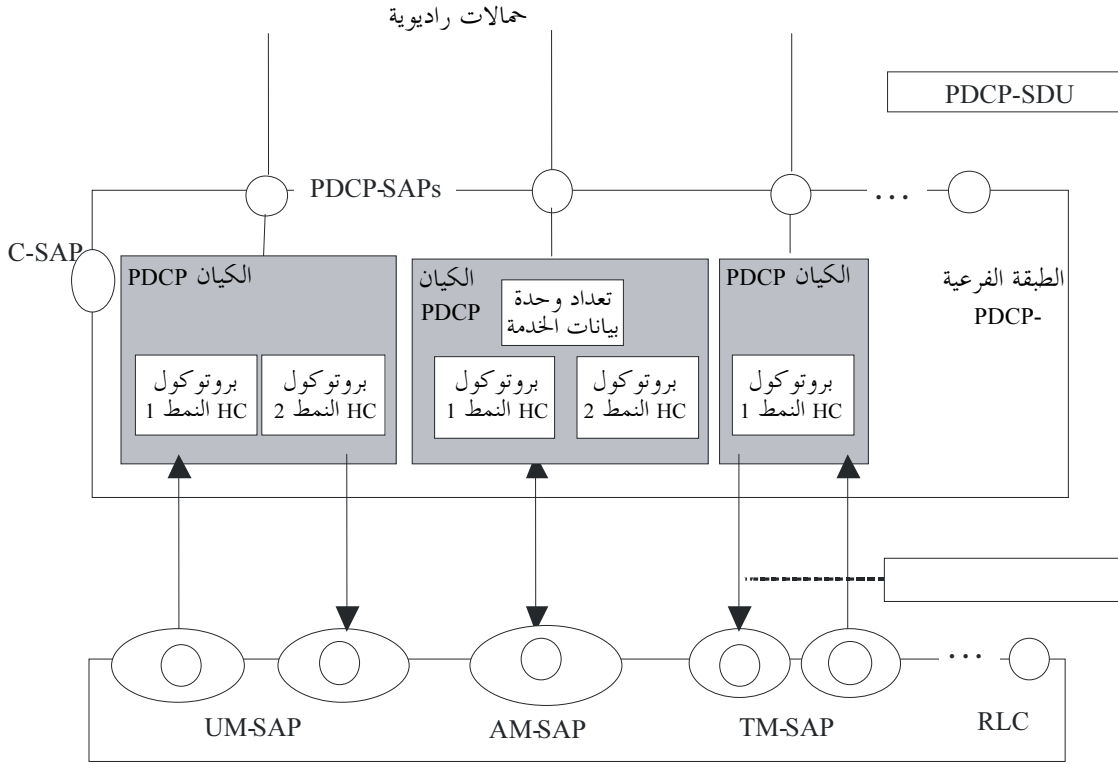 حمالات راديوية
PDCP-SDU
PDCP-SAPs
...
C-SAP
الكيان PDCP
الكيان
PDCP
تعداد وحدة
بيانات الخدمة
الكيان PDCP
الطبقة الفرعية
PDCP-
بروتوكول
HC النمط 1
بروتوكول
HC النمط 2
بروتوكول
HC النمط 1
بروتوكول
HC النمط 2
بروتوكول
HC النمط 1
...
UM-SAP
AM-SAP
TM-SAP
RLC